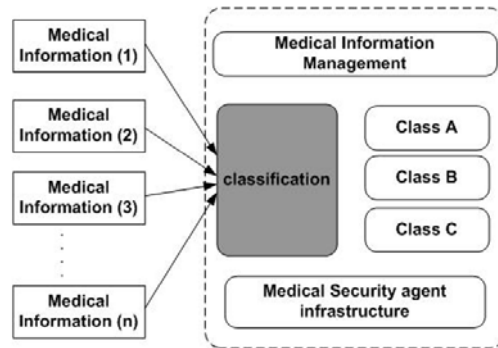 Medical
Information (1)
Medical
Information (2)
Medical
Information (3)
Medical
Information (n)
Medical Information
Management
classification
Class A
Class B
Class C
Medical Security agent
infrastructure